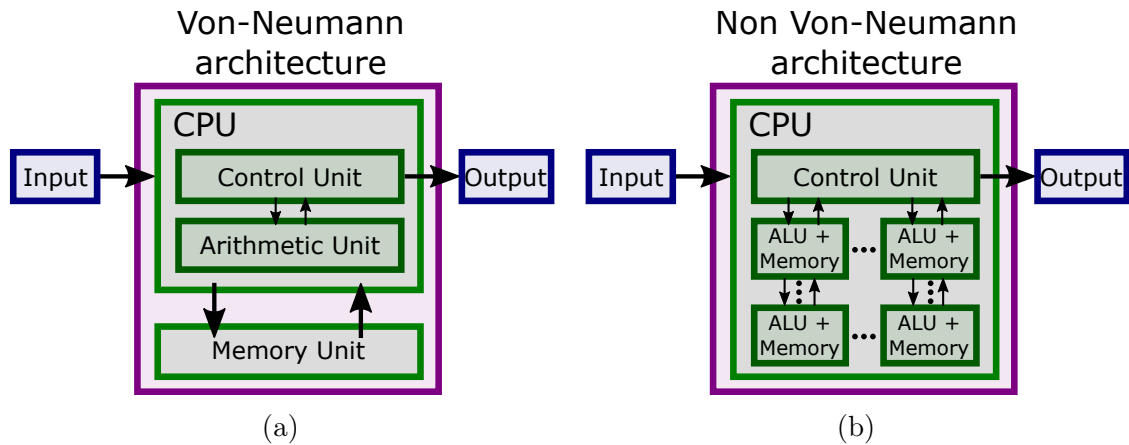 Von-Neumann
architecture
CPU
Input
Control Unit
Output
Arithmetic Unit
Memory Unit
(a)
Non Von-Neumann
architecture
CPU
Input
Control Unit
Output
ALU +
Memory
ALU +
Memory
ALU +
Memory
ALU +
Memory
(b)